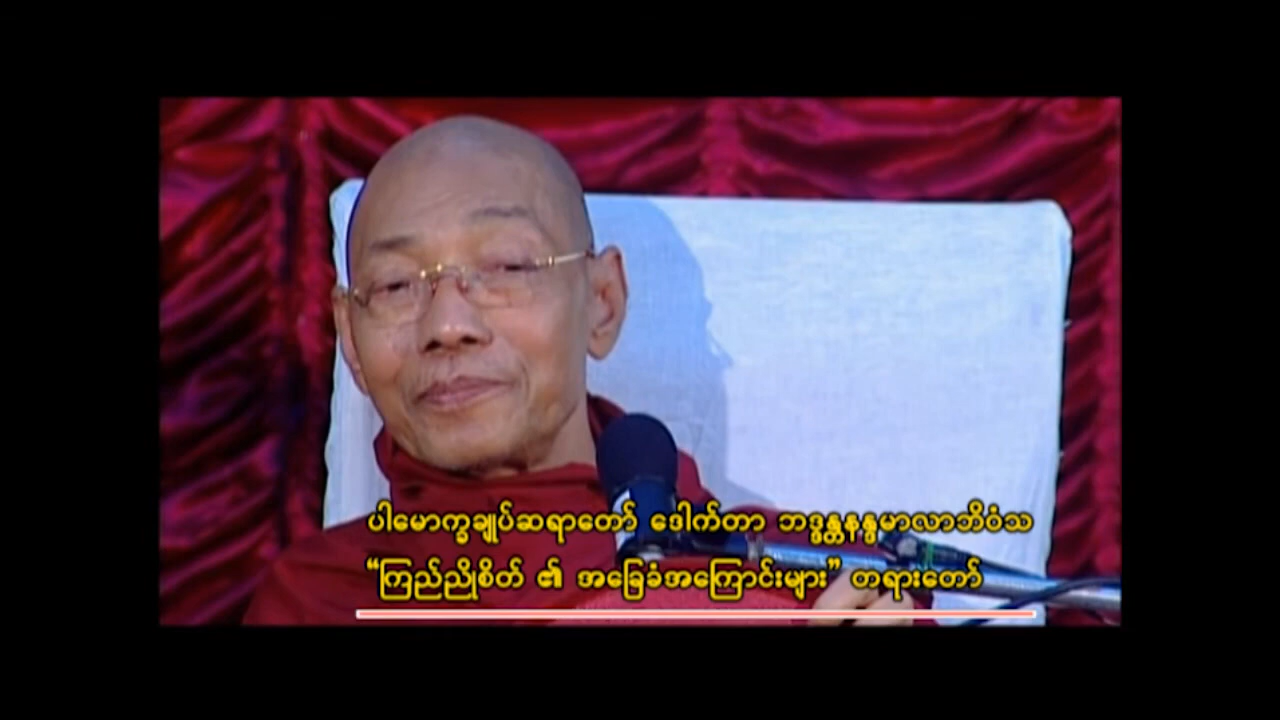 ပါမောက္ခချုပ်ဆရာတော် ဒေါက်တာ ဘဒ္ဒန္တနန္ဒမာလာဘိဝံသ
“ကြည်ညိုစိတ် ၏ အခြေခံအကြောင်းများ” တရားတော်